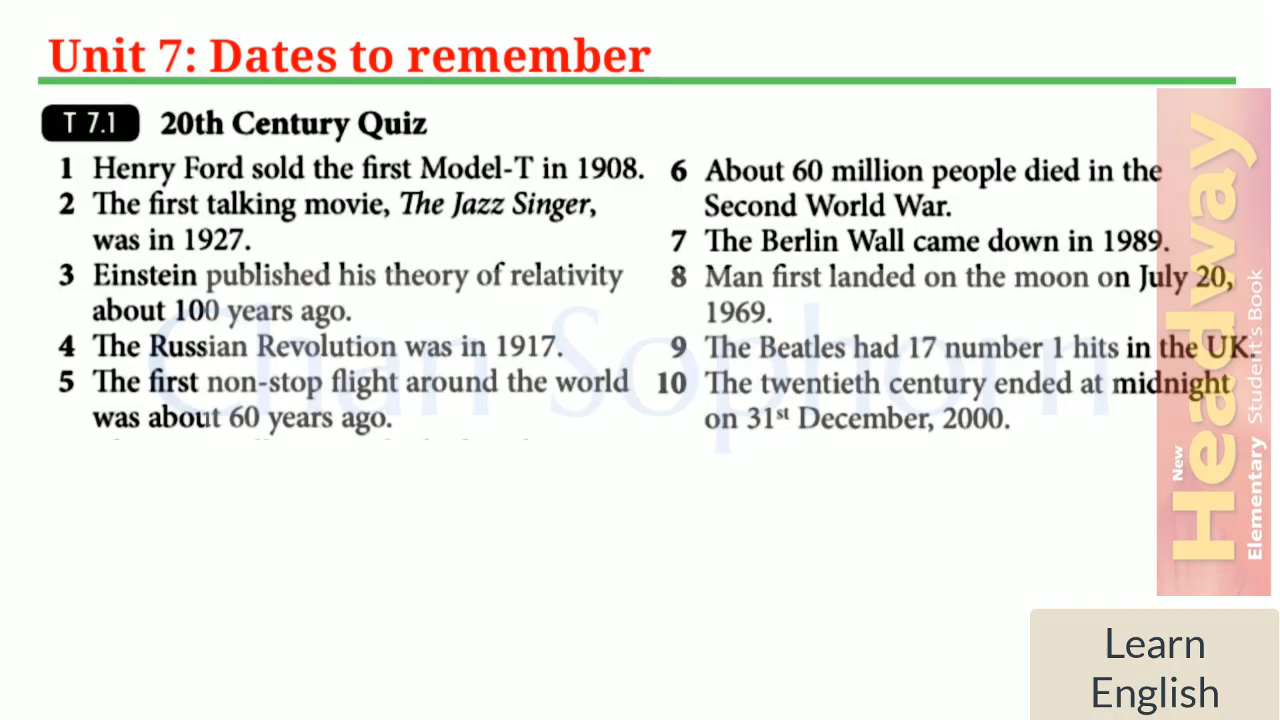 Unit 7: Dates to remember
T 7.1 20th Century Quiz
1 Henry Ford sold the first Model-T in 1908.
2 The first talking movie, The Jazz Singer,
was in 1927.
3 Einstein published his theory of relativity
about 100 years ago.
4 The Russian Revolution was in 1917.
5 The first non-stop flight around the world
was about 60 years ago.
6 About 60 million people died in the
Second World War.
7 The Berlin Wall came down in 1989.
8 Man first landed on the moon on July 20,
1969.
9 The Beatles had 17 number 1 hits in the UK.
10 The twentieth century ended at midnight
on 31st December, 2000.
Chan Sophorn
New Headway
Elementary Student's Book
Learn
English